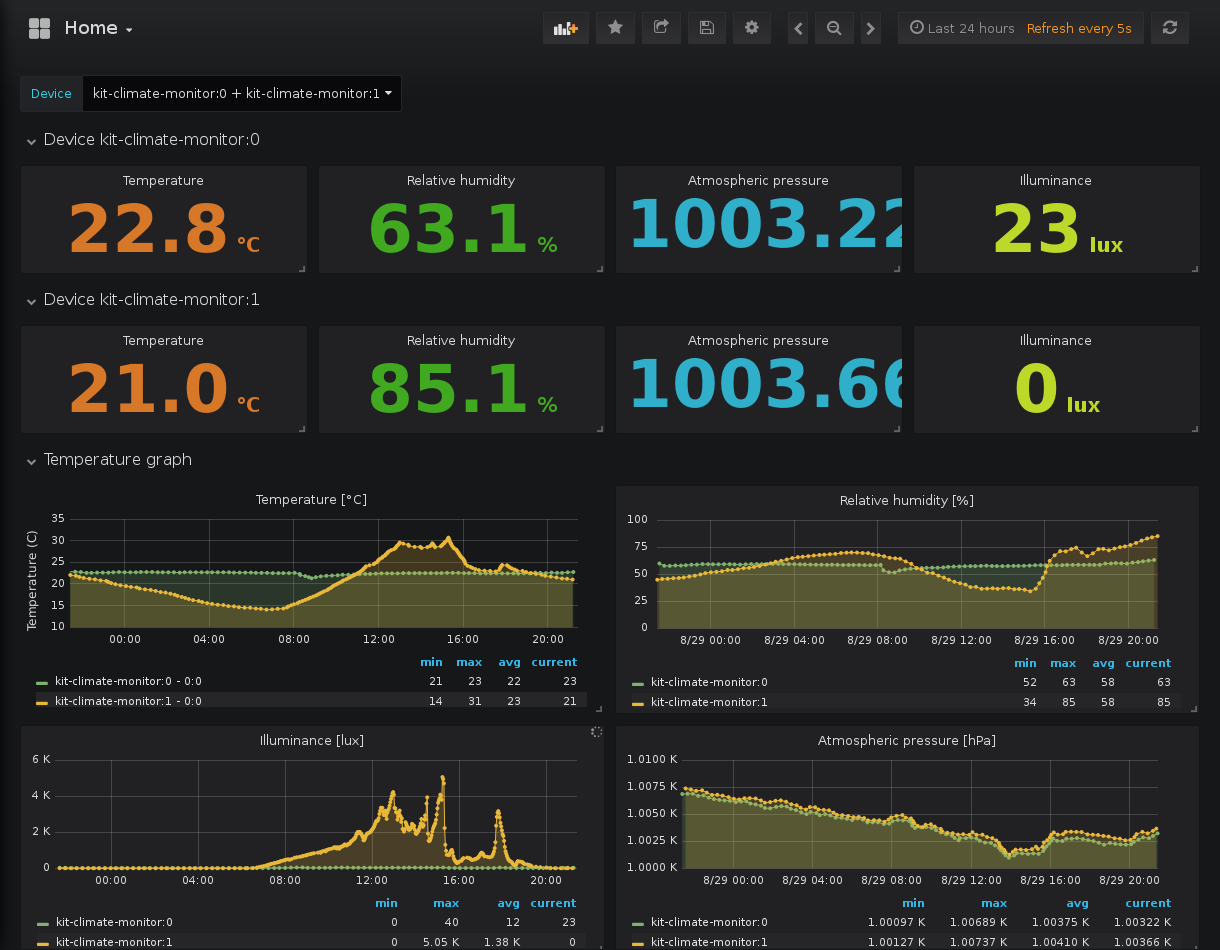 Home
Last 24 hours Refresh every 5s
Device kit-climate-monitor:0 + kit-climate-monitor:1
Device kit-climate-monitor:0
Temperature Relative humidity Atmospheric pressure Illuminance
22.8 °C 63.1 % 1003.22 23 lux
Device kit-climate-monitor:1
Temperature Relative humidity Atmospheric pressure Illuminance
21.0 °C 85.1 % 1003.66 0 lux
Temperature graph
Temperature [°C]
Temperature (C)
35
30
25
20
15
10
00:00 04:00 08:00 12:00 16:00 20:00
min max avg current
kit-climate-monitor:0 - 0:0 21 23 22 23
kit-climate-monitor:1 - 0:0 14 31 23 21
Relative humidity [%]
100
75
50
25
0
8/29 00:00 8/29 04:00 8/29 08:00 8/29 12:00 8/29 16:00 8/29 20:00
min max avg current
kit-climate-monitor:0 52 63 58 63
kit-climate-monitor:1 34 85 58 85
Illuminance [lux]
6 K
4 K
2 K
0
00:00 04:00 08:00 12:00 16:00 20:00
min max avg current
kit-climate-monitor:0 0 40 12 23
kit-climate-monitor:1 0 5.05 K 1.38 K 0
Atmospheric pressure [hPa]
1.0100 K
1.0075 K
1.0050 K
1.0025 K
1.0000 K
8/29 00:00 8/29 04:00 8/29 08:00 8/29 12:00 8/29 16:00 8/29 20:00
min max avg current
kit-climate-monitor:0 1.00097 K 1.00689 K 1.00375 K 1.00322 K
kit-climate-monitor:1 1.00127 K 1.00737 K 1.00410 K 1.00366 K